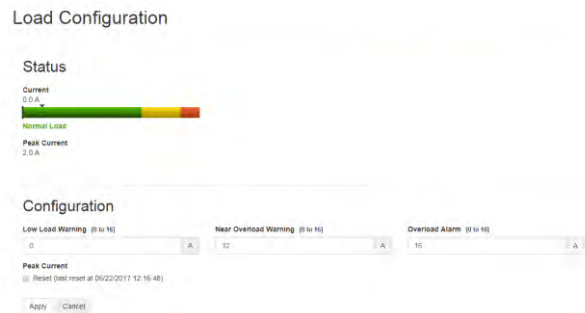 Load Configuration
Status
Current
0.0 A
Normal Load
Peak Current
2.0 A
Configuration
Low Load Warning [0 to 16]
0 A
Near Overload Warning [0 to 16]
12 A
Overload Alarm [0 to 16]
16 A
Peak Current
Reset (last reset at 06/22/2017 12:16:48)
Apply Cancel